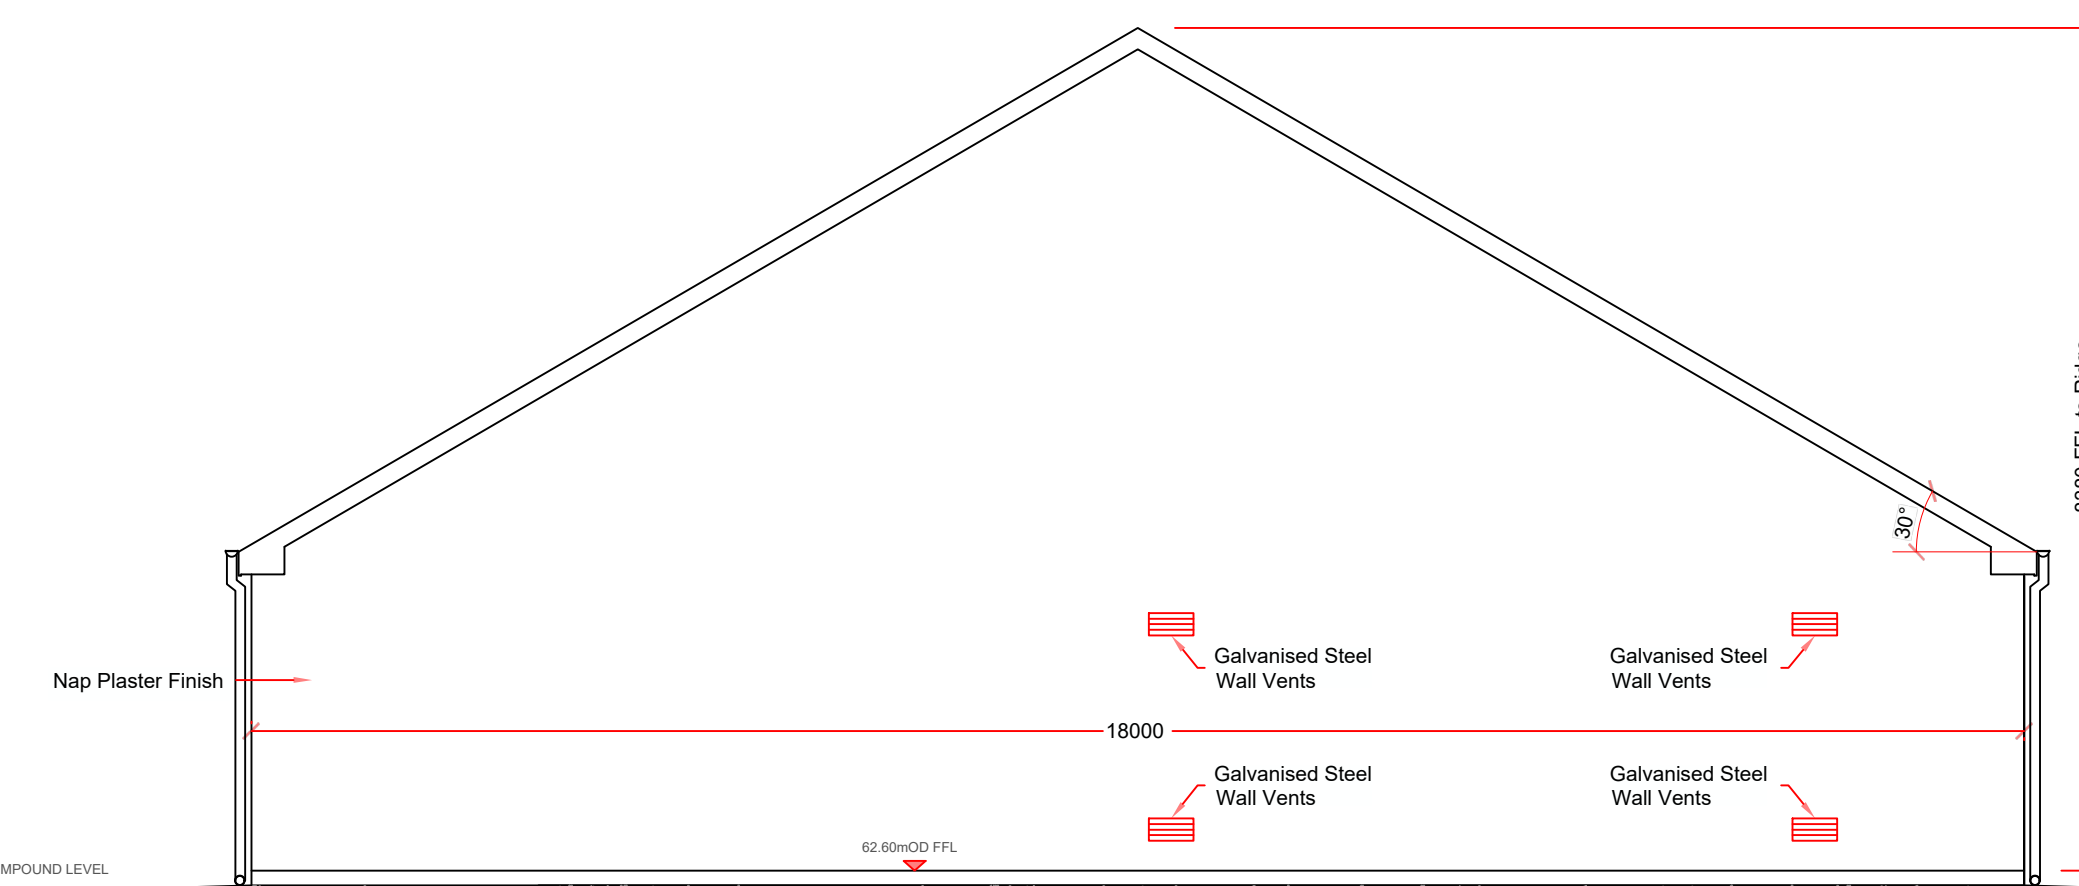 30°
Galvanised Steel
Wall Vents
Galvanised Steel
Wall Vents
Nap Plaster Finish
18000
Galvanised Steel
Wall Vents
Galvanised Steel
Wall Vents
62.60mOD FFL
MPOUND LEVEL